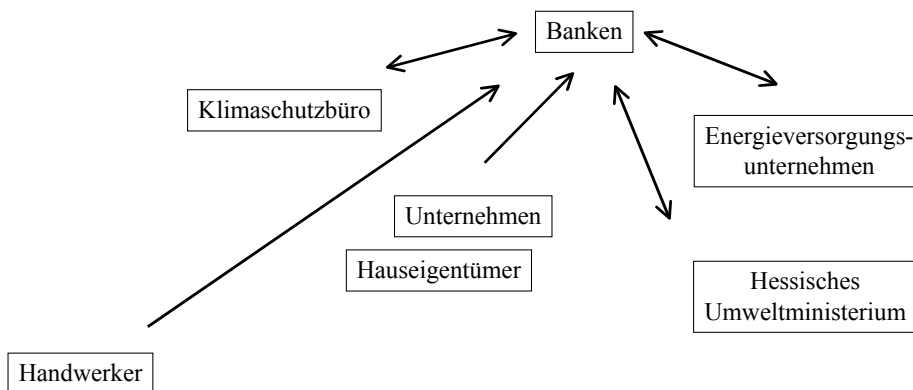 Banken
Klimaschutzbüro
Energieversorgungs-
unternehmen
Unternehmen
Hauseigentümer
Hessisches
Umweltministerium
Handwerker